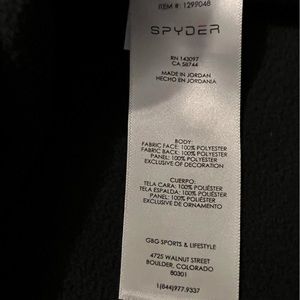 ITEM #: 1299048
SPYDER
RN 143097
CA 58744
MADE IN JORDAN
HECHO EN JORDANIA
BODY:
FABRIC FACE: 100% POLYESTER
FABRIC BACK: 100% POLYESTER
PANEL: 100% POLYESTER
EXCLUSIVE OF DECORATION
CUERPO:
TELA CARA: 100% POLIÉSTER
TELA ESPALDA: 100% POLIÉSTER
PANEL: 100% POLIÉSTER
EXCLUSIVO DE ORNAMENTO
GBG SPORTS & LIFESTYLE
4725 WALNUT STREET
BOULDER, COLORADO
80301
1(844)977.9337